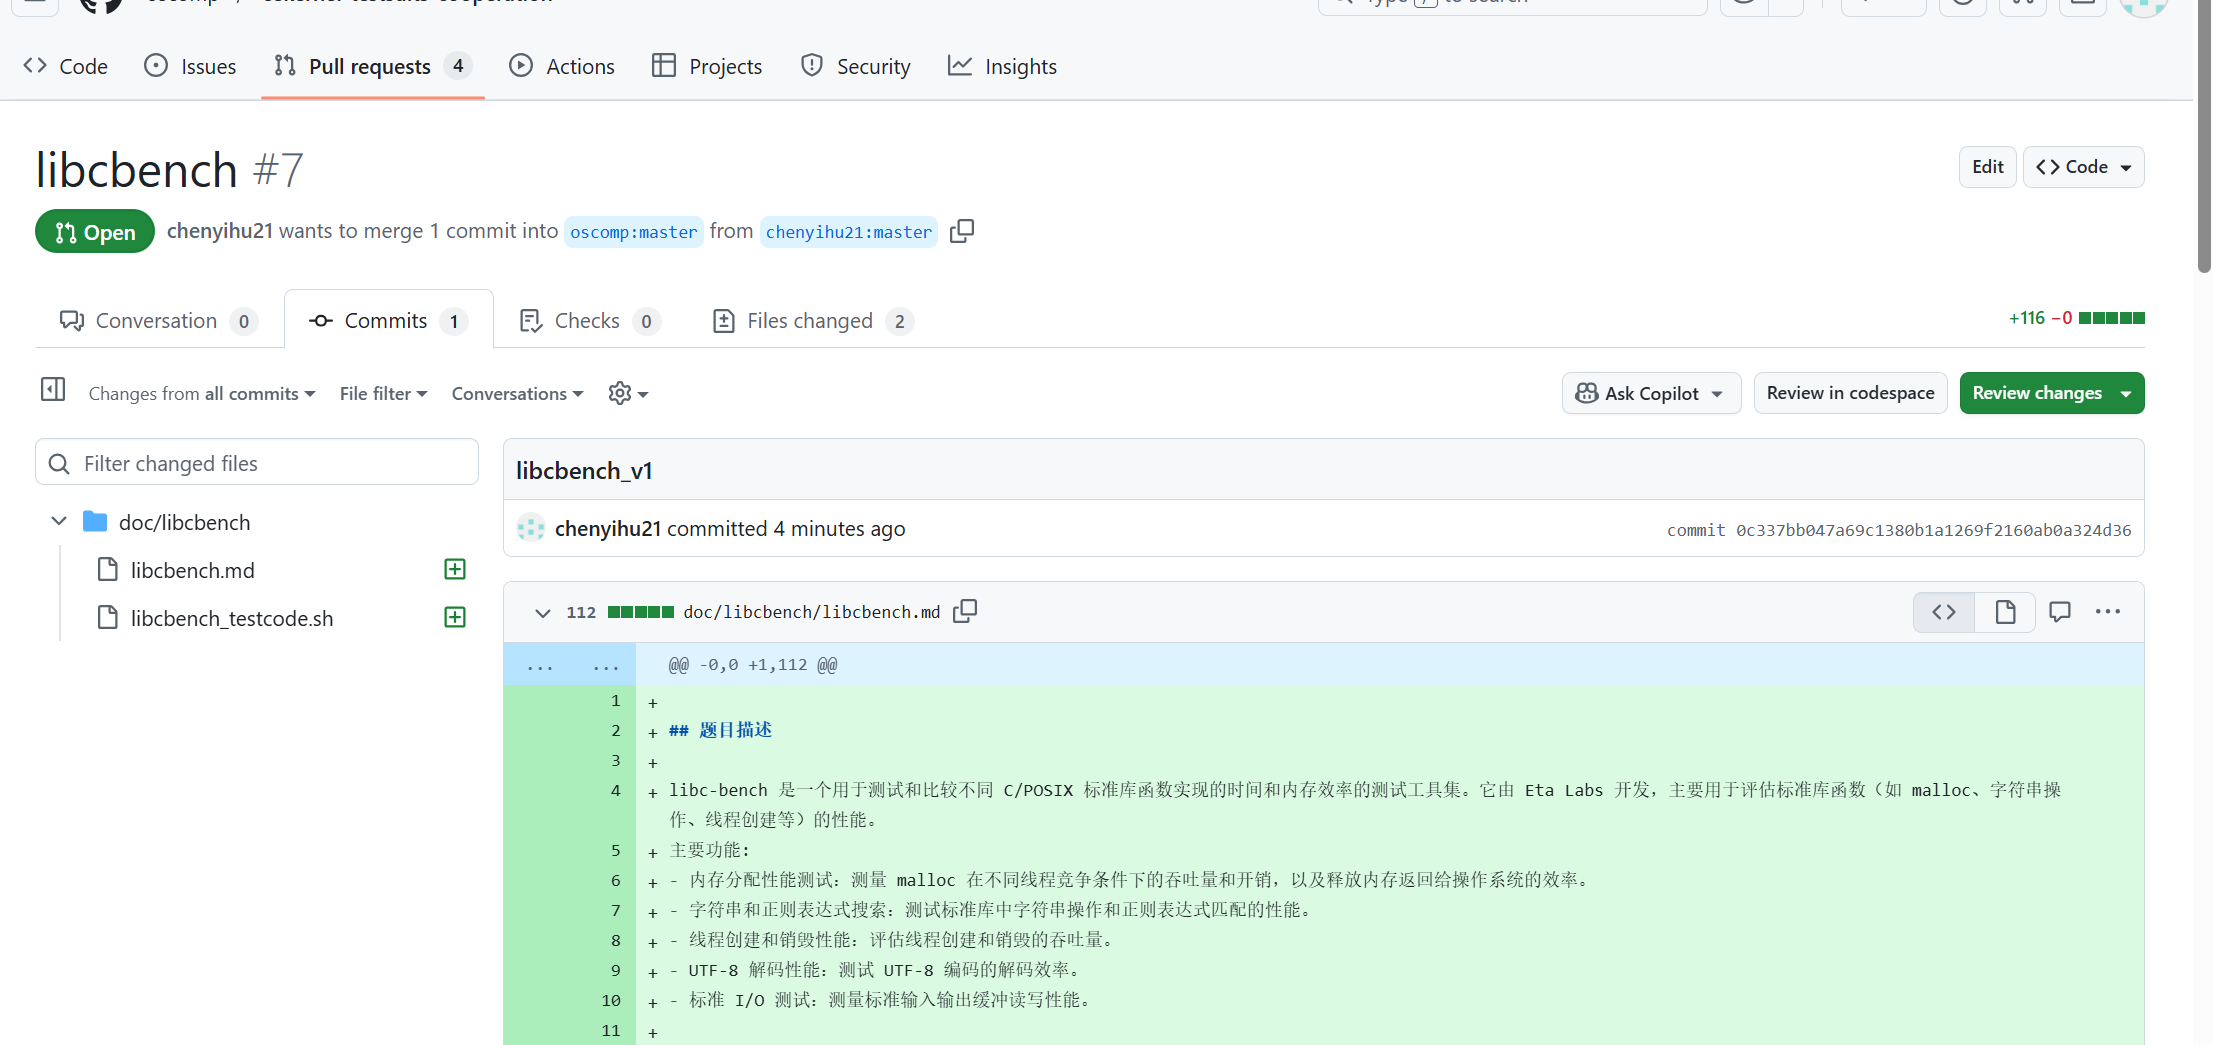 Code
Issues
Pull requests 4
Actions
Projects
Security
Insights
libcbench #7
Edit
Code
Open
chenyihu21 wants to merge 1 commit into oscomp:master from chenyihu21:master
Conversation 0
Commits 1
Checks 0
Files changed 2
+116 −0
Changes from all commits
File filter
Conversations
Ask Copilot
Review in codespace
Review changes
Filter changed files
doc/libcbench
libcbench.md
libcbench_testcode.sh
libcbench_v1
chenyihu21 committed 4 minutes ago
commit 0c337bb047a69c1380b1a1269f2160ab0a324d36
112 doc/libcbench/libcbench.md
... ... @@ -0,0 +1,112 @@
1 +
2 + ## 题目描述
3 +
4 + libc-bench 是一个用于测试和比较不同 C/POSIX 标准库函数实现的时间和内存效率的测试工具集。它由 Eta Labs 开发，主要用于评估标准库函数（如 malloc、字符串操
作、线程创建等）的性能。
5 + 主要功能:
6 + - 内存分配性能测试：测量 malloc 在不同线程竞争条件下的吞吐量和开销，以及释放内存返回给操作系统的效率。
7 + - 字符串和正则表达式搜索：测试标准库中字符串操作和正则表达式匹配的性能。
8 + - 线程创建和销毁性能：评估线程创建和销毁的吞吐量。
9 + - UTF-8 解码性能：测试 UTF-8 编码的解码效率。
10 + - 标准 I/O 测试：测量标准输入输出缓冲读写性能。
11 +